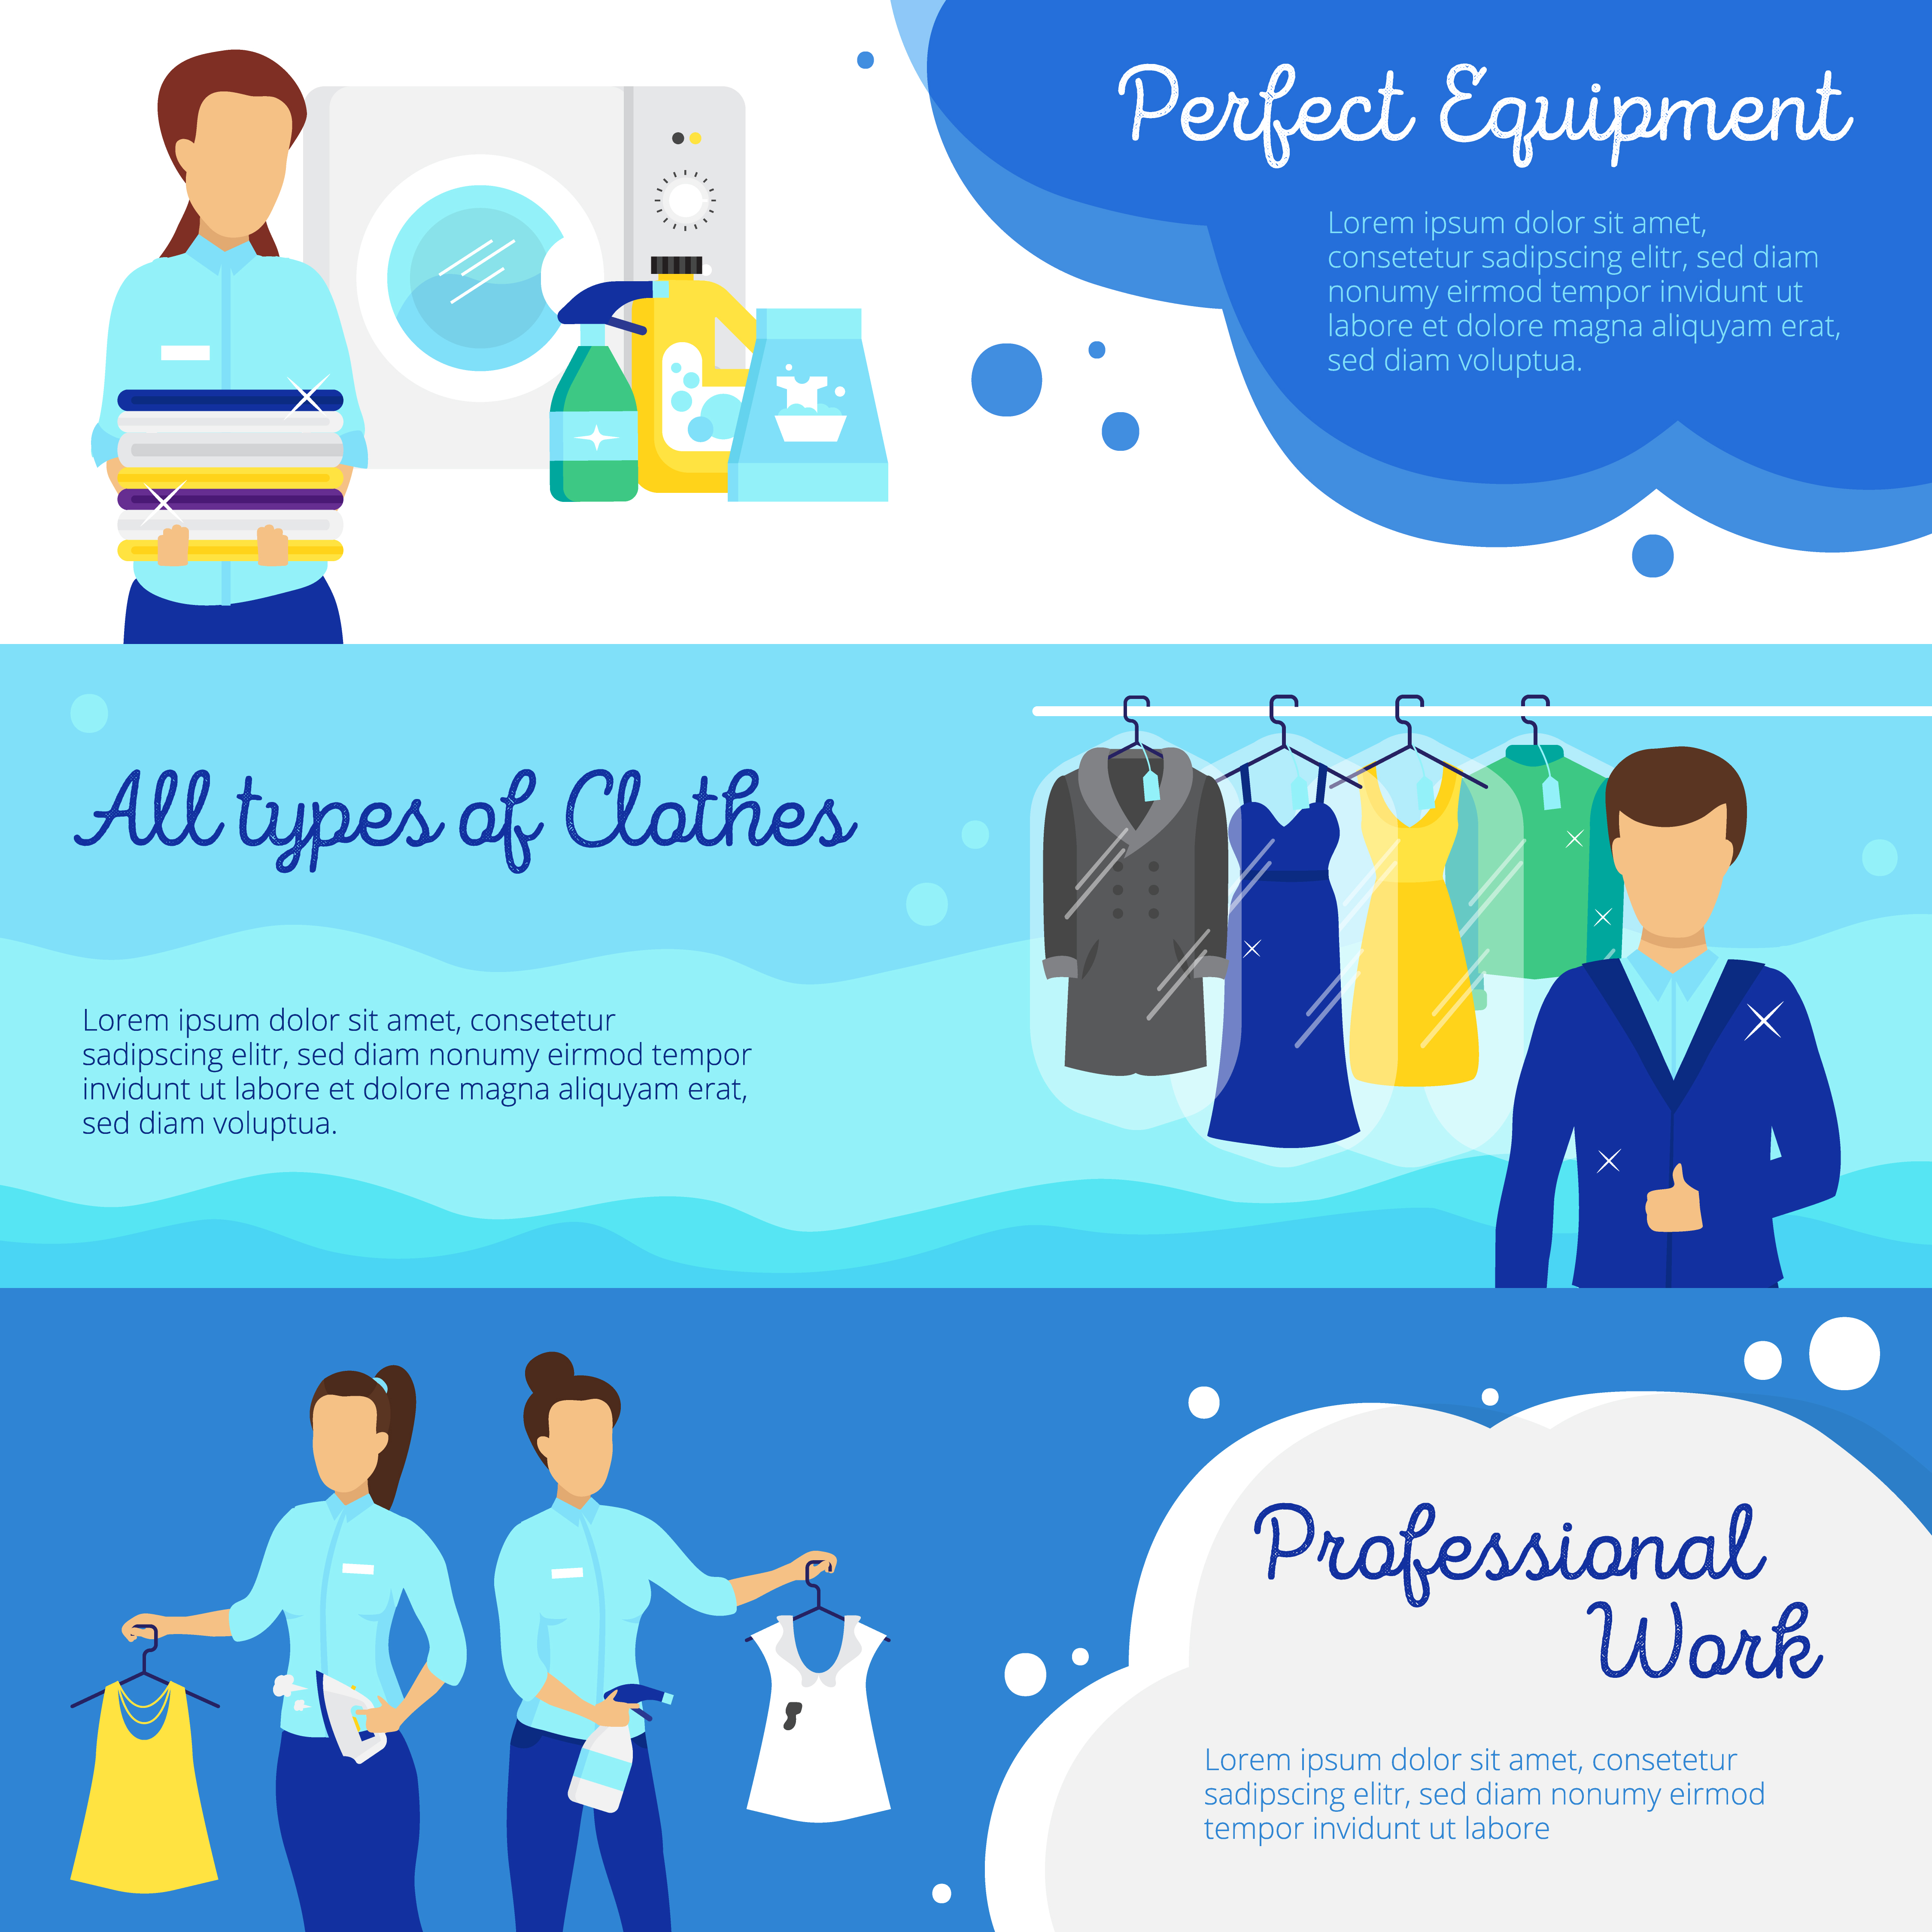 Perfect Equipment
Lorem ipsum dolor sit amet,
consetetur sadipscing elitr, sed diam
nonumy eirmod tempor invidunt ut
labore et dolore magna aliquyam erat,
sed diam voluptua.
All types of Clothes
Lorem ipsum dolor sit amet, consetetur
sadipscing elitr, sed diam nonumy eirmod tempor
invidunt ut labore et dolore magna aliquyam erat,
sed diam voluptua.
Professional
Work
Lorem ipsum dolor sit amet, consetetur
sadipscing elitr, sed diam nonumy eirmod
tempor invidunt ut labore